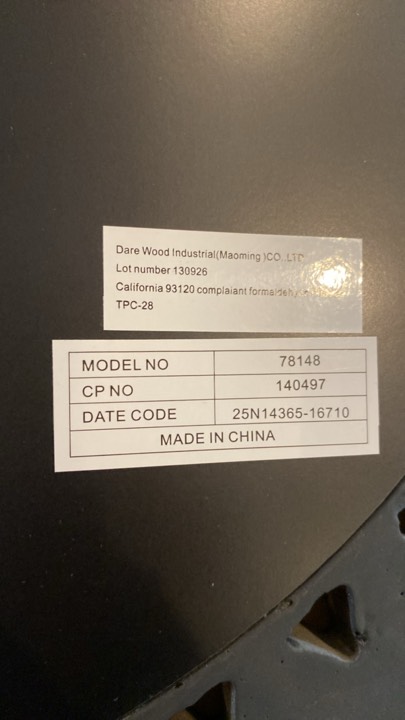 Dare Wood Industrial(Maoming )CO.,LTD
Lot number 130926
California 93120 complaiant formaldehyde
TPC-28
MODEL NO 78148
CP NO 140497
DATE CODE 25N14365-16710
MADE IN CHINA